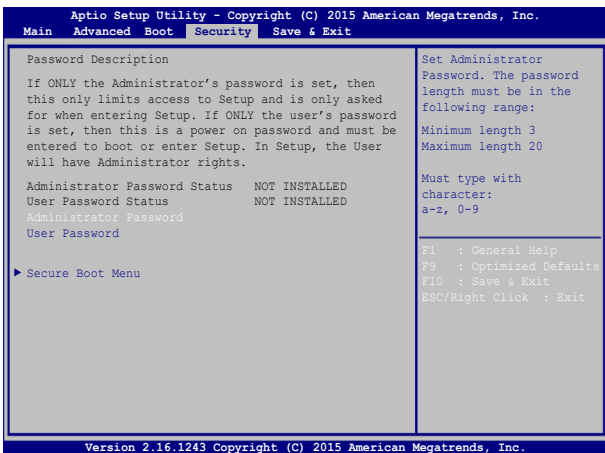 Aptio Setup Utility - Copyright (C) 2015 American Megatrends, Inc.
Main Advanced Boot Security Save & Exit
Password Description
If ONLY the Administrator's password is set, then
this only limits access to Setup and is only asked
for when entering Setup. If ONLY the user's password
is set, then this is a power on password and must be
entered to boot or enter Setup. In Setup, the User
will have Administrator rights.
Administrator Password Status NOT INSTALLED
User Password Status NOT INSTALLED
Administrator Password
User Password
Secure Boot Menu
Set Administrator
Password. The password
length must be in the
following range:
Minimum length 3
Maximum length 20
Must type with
character:
a-z, 0-9
F1 : General Help
F9 : Optimized Defaults
F10 : Save & Exit
ESC/Right Click : Exit
Version 2.16.1243 Copyright (C) 2015 American Megatrends, Inc.